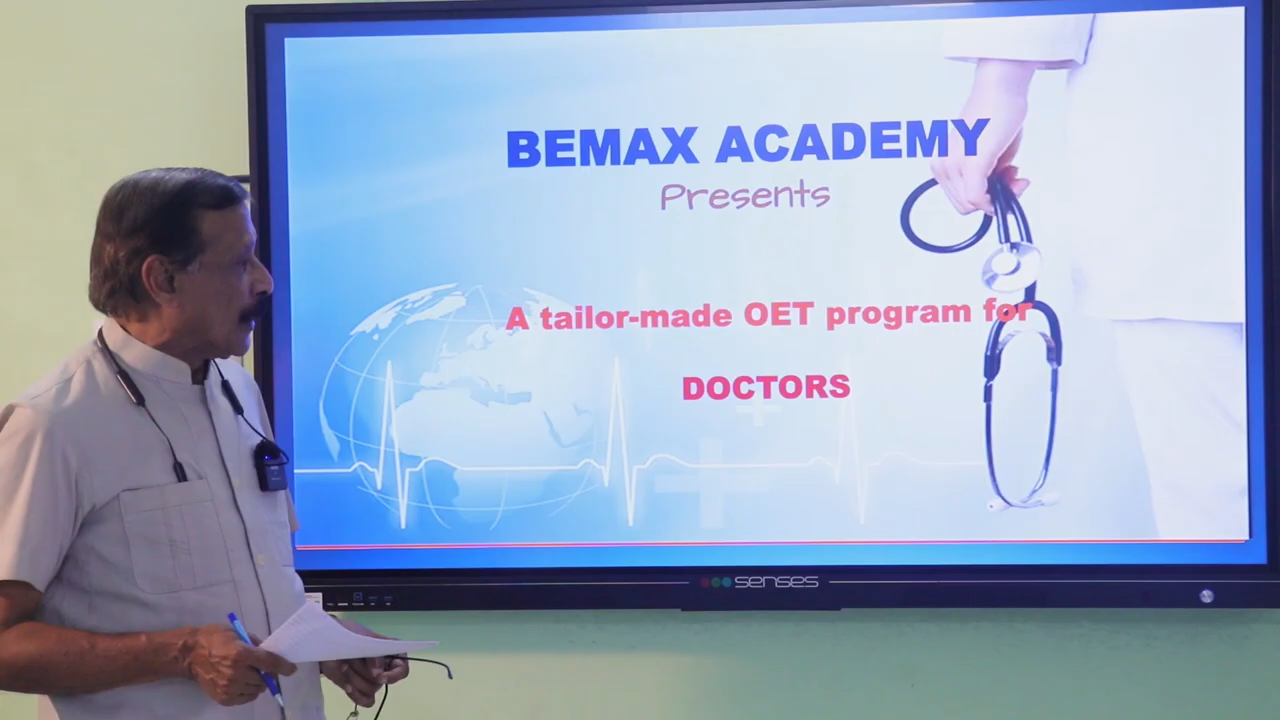 BEMAX ACADEMY
Presents
A tailor-made OET program for
DOCTORS
senses